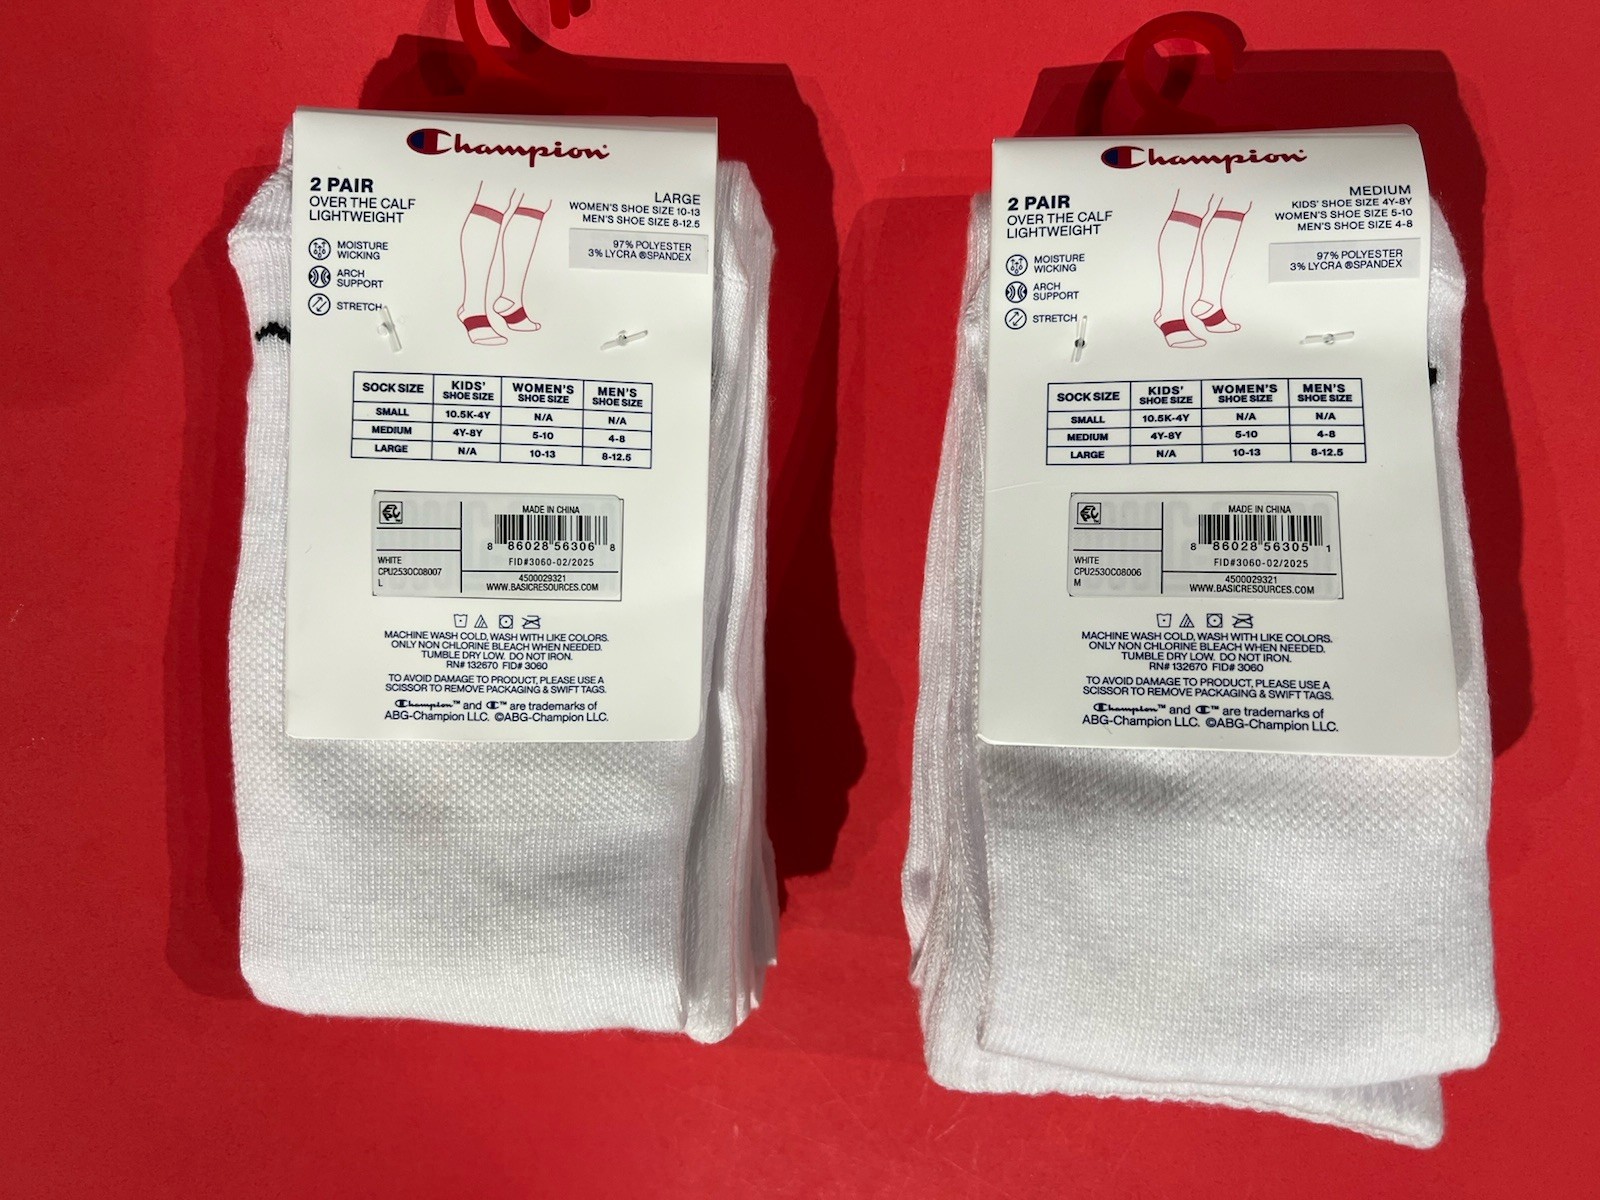 Champion
2 PAIR
OVER THE CALF
LIGHTWEIGHT
MOISTURE
WICKING
ARCH
SUPPORT
STRETCH
LARGE
WOMEN'S SHOE SIZE 10-13
MEN'S SHOE SIZE 8-12.5
97% POLYESTER
3% LYCRA ®SPANDEX
SOCK SIZE KIDS' SHOE SIZE WOMEN'S SHOE SIZE MEN'S SHOE SIZE
SMALL 10.5K-4Y N/A N/A
MEDIUM 4Y-8Y 5-10 4-8
LARGE N/A 10-13 8-12.5
MADE IN CHINA
8 86028 56306 8
WHITE
CPU253OC08007
L
FID#3060-02/2025
4500029321
WWW.BASICRESOURCES.COM
MACHINE WASH COLD, WASH WITH LIKE COLORS.
ONLY NON CHLORINE BLEACH WHEN NEEDED.
TUMBLE DRY LOW. DO NOT IRON.
RN# 132670 FID# 3060
TO AVOID DAMAGE TO PRODUCT, PLEASE USE A
SCISSOR TO REMOVE PACKAGING & SWIFT TAGS.
Champion™ and C™ are trademarks of
ABG-Champion LLC. ©ABG-Champion LLC.
Champion
2 PAIR
OVER THE CALF
LIGHTWEIGHT
MOISTURE
WICKING
ARCH
SUPPORT
STRETCH
MEDIUM
KIDS' SHOE SIZE 4Y-8Y
WOMEN'S SHOE SIZE 5-10
MEN'S SHOE SIZE 4-8
97% POLYESTER
3% LYCRA ®SPANDEX
SOCK SIZE KIDS' SHOE SIZE WOMEN'S SHOE SIZE MEN'S SHOE SIZE
SMALL 10.5K-4Y N/A N/A
MEDIUM 4Y-8Y 5-10 4-8
LARGE N/A 10-13 8-12.5
MADE IN CHINA
8 86028 56305 1
WHITE
CPU253OC08006
M
FID#3060-02/2025
4500029321
WWW.BASICRESOURCES.COM
MACHINE WASH COLD, WASH WITH LIKE COLORS.
ONLY NON CHLORINE BLEACH WHEN NEEDED.
TUMBLE DRY LOW. DO NOT IRON.
RN# 132670 FID# 3060
TO AVOID DAMAGE TO PRODUCT, PLEASE USE A
SCISSOR TO REMOVE PACKAGING & SWIFT TAGS.
Champion™ and C™ are trademarks of
ABG-Champion LLC. ©ABG-Champion LLC.